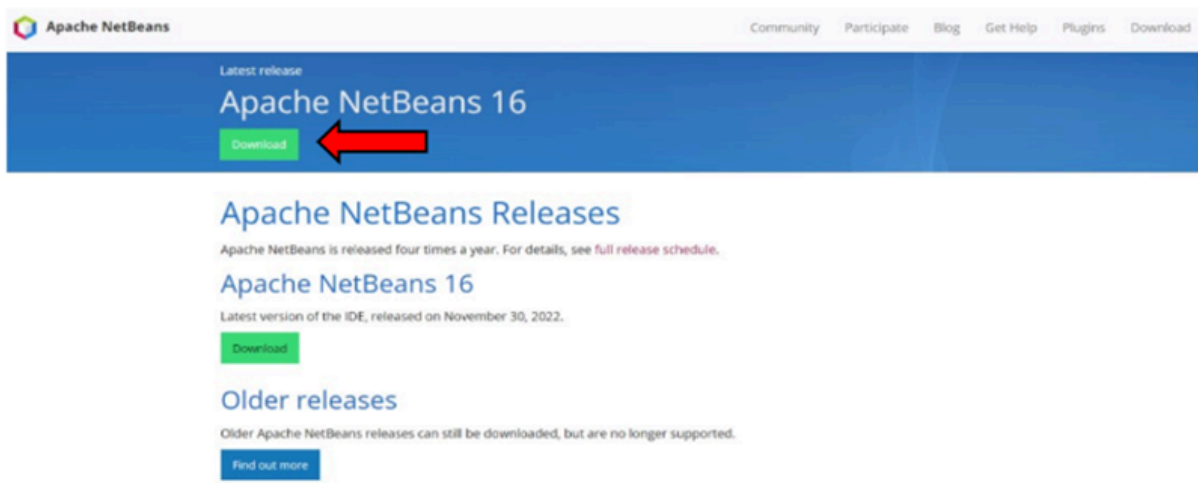 Apache NetBeans
Community Participate Blog Get Help Plugins Download
Latest release
Apache NetBeans 16
Download
Apache NetBeans Releases
Apache NetBeans is released four times a year. For details, see full release schedule.
Apache NetBeans 16
Latest version of the IDE, released on November 30, 2022.
Download
Older releases
Older Apache NetBeans releases can still be downloaded, but are no longer supported.
Find out more